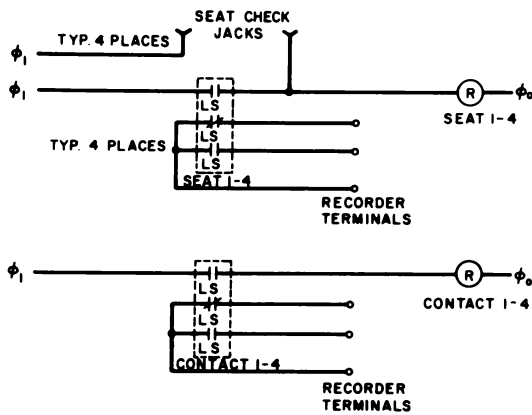 SEAT CHECK
JACKS
TYP. 4 PLACES
ϕ₁
ϕ₁
LS
R
ϕ₀
SEAT 1-4
LS
TYP. 4 PLACES
LS
SEAT 1-4
RECORDER
TERMINALS
ϕ₁
LS
R
ϕ₀
CONTACT 1-4
LS
LS
CONTACT 1-4
RECORDER
TERMINALS